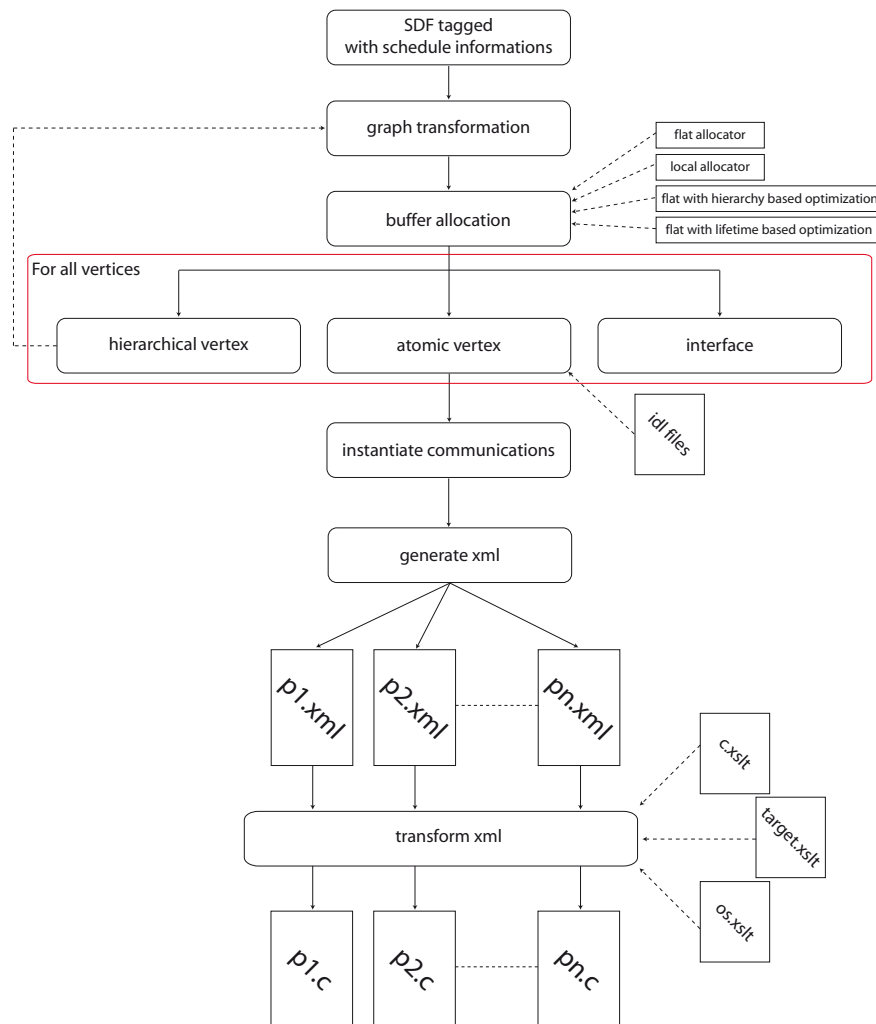 SDF tagged
with schedule informations
graph transformation
flat allocator
local allocator
buffer allocation
flat with hierarchy based optimization
flat with lifetime based optimization
For all vertices
hierarchical vertex
atomic vertex
interface
idl files
instantiate communications
generate xml
p1.xml
p2.xml
pn.xml
c.xslt
transform xml
target.xslt
os.xslt
p1.c
p2.c
pn.c